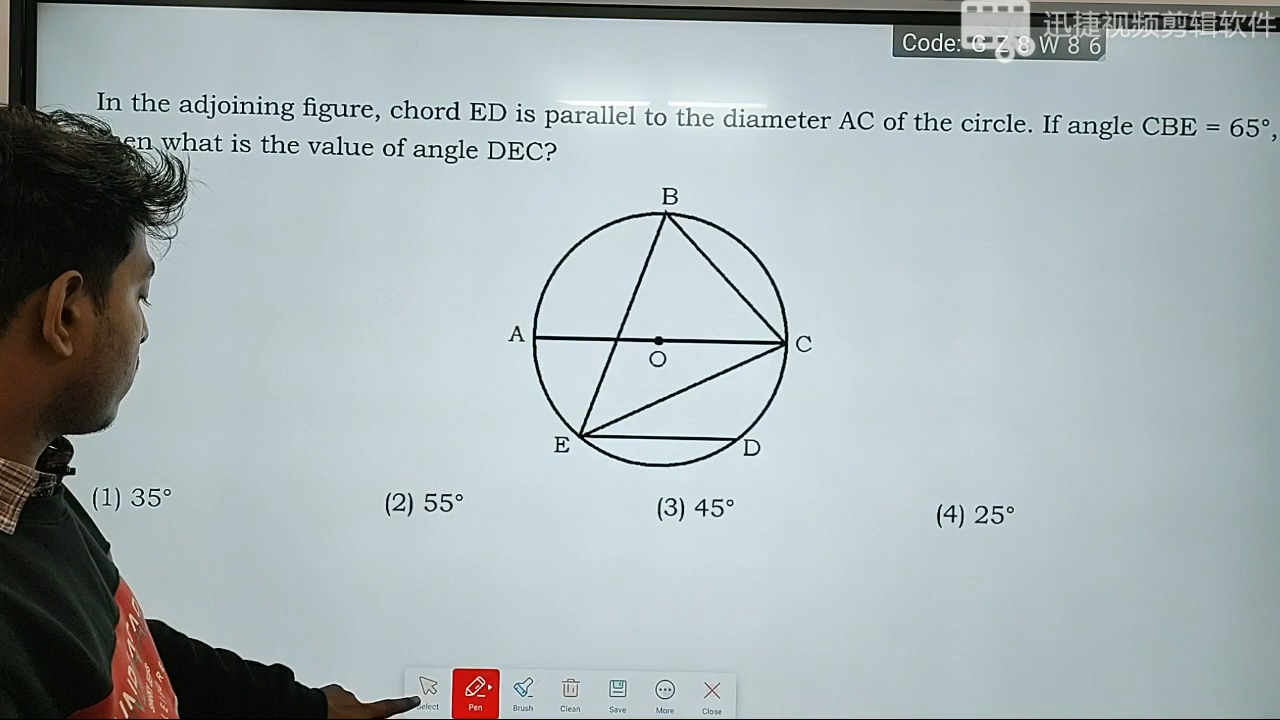 迅捷视频剪辑软件
Code: G Z 8 W 8 6
In the adjoining figure, chord ED is parallel to the diameter AC of the circle. If angle CBE = 65°,
en what is the value of angle DEC?
B
A
O
C
E
D
(1) 35°
(2) 55°
(3) 45°
(4) 25°
Select
Pen
Brush
Clean
Save
More
Close